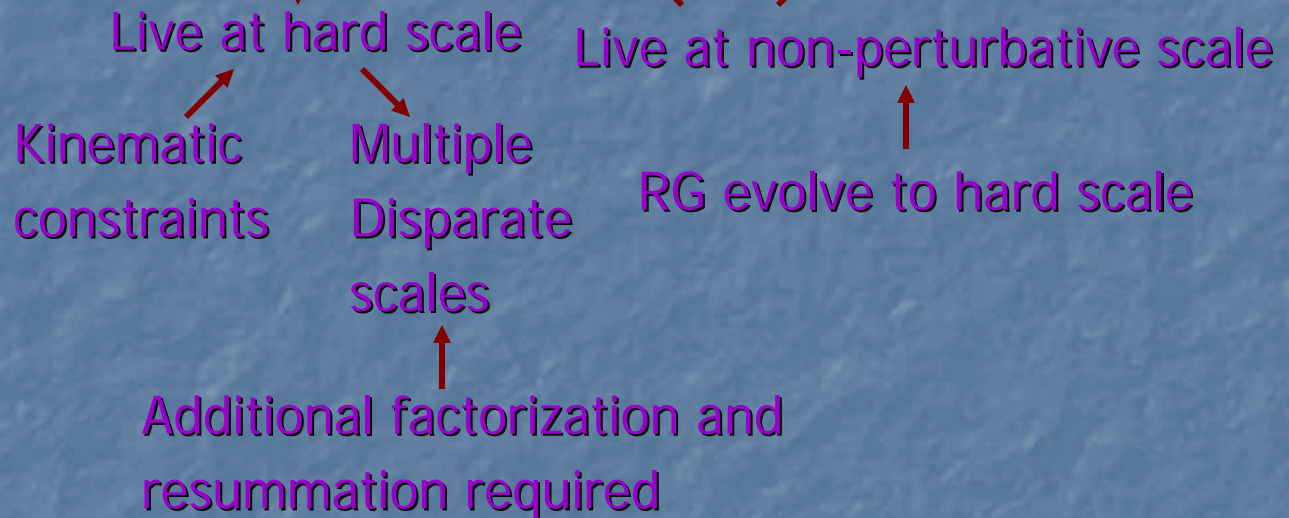 Live at hard scale
Live at non-perturbative scale
Kinematic
constraints
Multiple
Disparate
scales
RG evolve to hard scale
Additional factorization and
resummation required